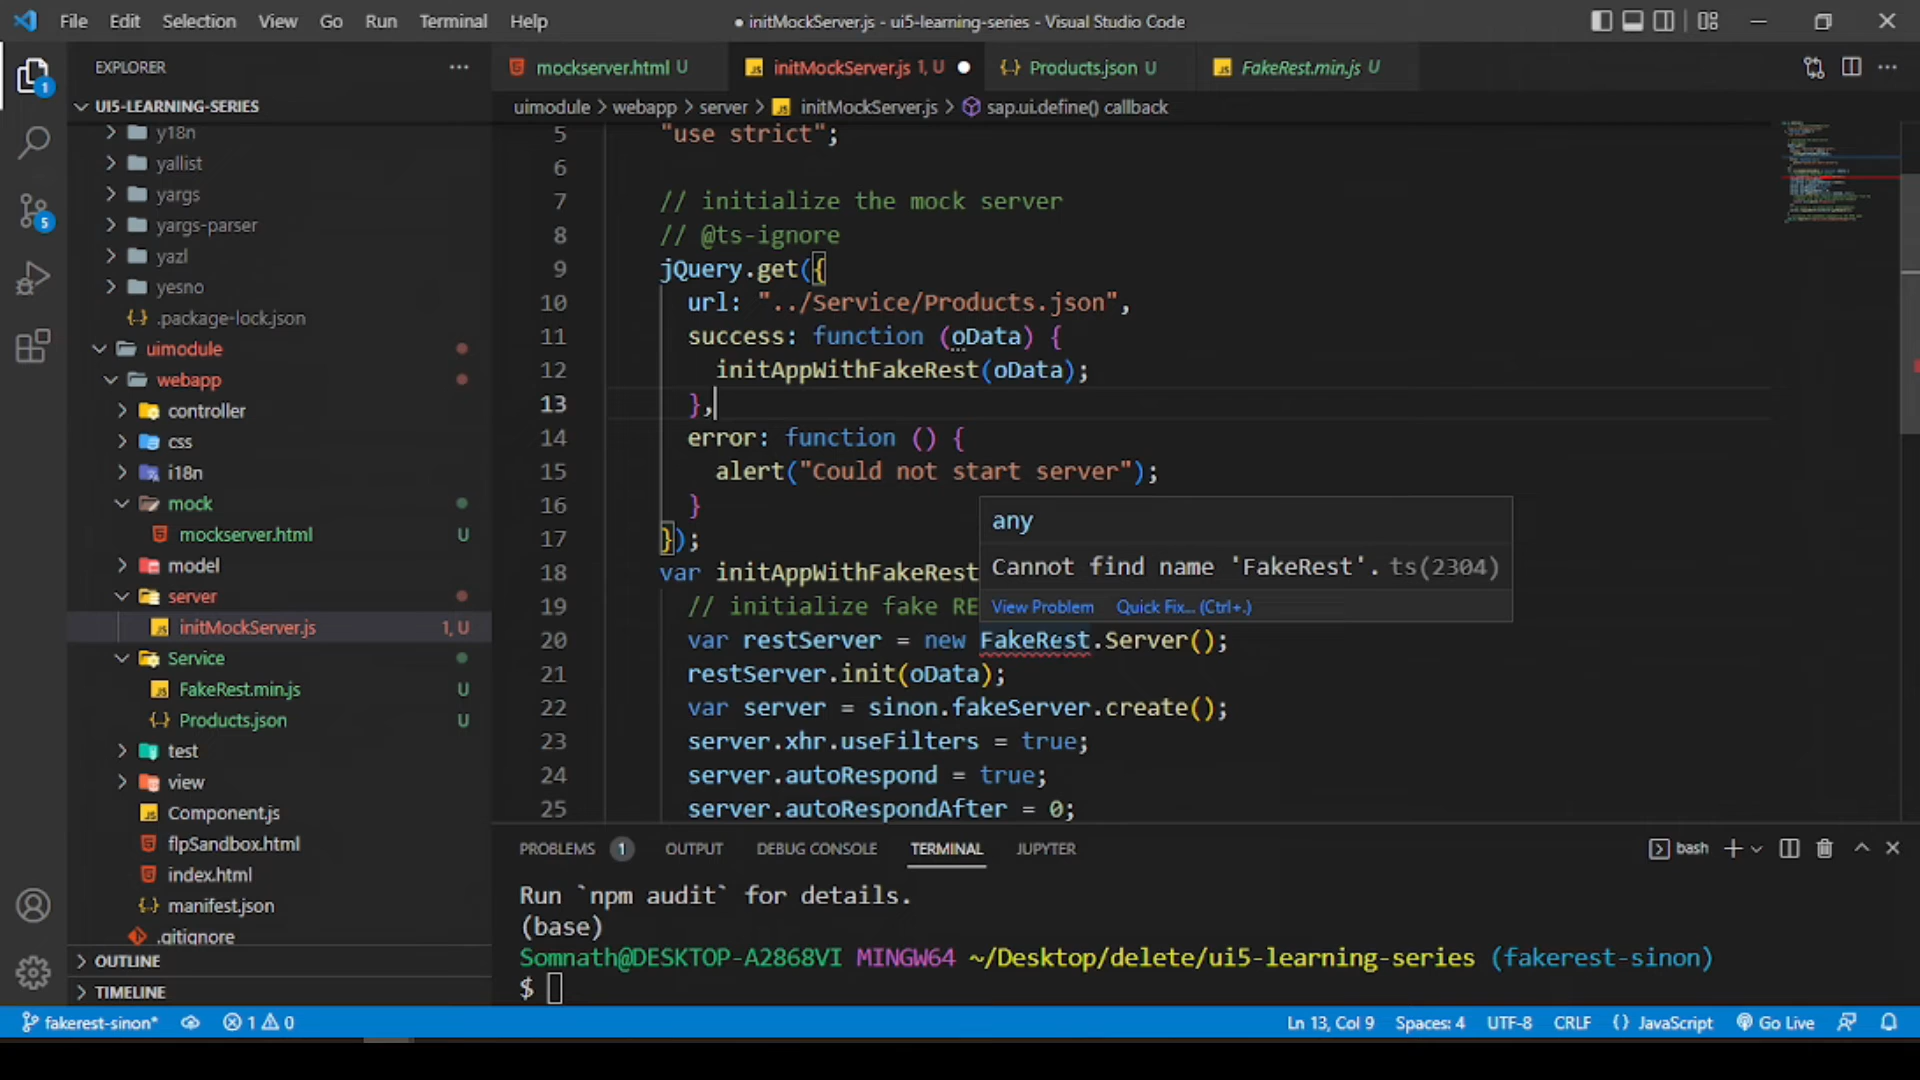 File Edit Selection View Go Run Terminal Help
● initMockServer.js - ui5-learning-series - Visual Studio Code
EXPLORER
UI5-LEARNING-SERIES
y18n
yallist
yargs
yargs-parser
yazl
yesno
.package-lock.json
uimodule
webapp
controller
css
i18n
mock
mockserver.html U
model
server
initMockServer.js 1, U
Service
FakeRest.min.js U
Products.json U
test
view
Component.js
flpSandbox.html
index.html
manifest.json
.gitignore
OUTLINE
TIMELINE
mockserver.html U
initMockServer.js 1, U
Products.json U
FakeRest.min.js U
uimodule > webapp > server > initMockServer.js > sap.ui.define() callback
5 "use strict";
6
7 // initialize the mock server
8 // @ts-ignore
9 jQuery.get({
10 url: "../Service/Products.json",
11 success: function (oData) {
12 initAppWithFakeRest(oData);
13 },
14 error: function () {
15 alert("Could not start server");
16 }
17 });
18 var initAppWithFakeRest
19 // initialize fake RE
20 var restServer = new FakeRest.Server();
21 restServer.init(oData);
22 var server = sinon.fakeServer.create();
23 server.xhr.useFilters = true;
24 server.autoRespond = true;
25 server.autoRespondAfter = 0;
any
Cannot find name 'FakeRest'. ts(2304)
View Problem Quick Fix... (Ctrl+.)
PROBLEMS 1 OUTPUT DEBUG CONSOLE TERMINAL JUPYTER
bash
Run `npm audit` for details.
(base)
Somnath@DESKTOP-A2868VI MINGW64 ~/Desktop/delete/ui5-learning-series (fakerest-sinon)
$
fakerest-sinon* 1 0
Ln 13, Col 9 Spaces: 4 UTF-8 CRLF {} JavaScript Go Live
1
5